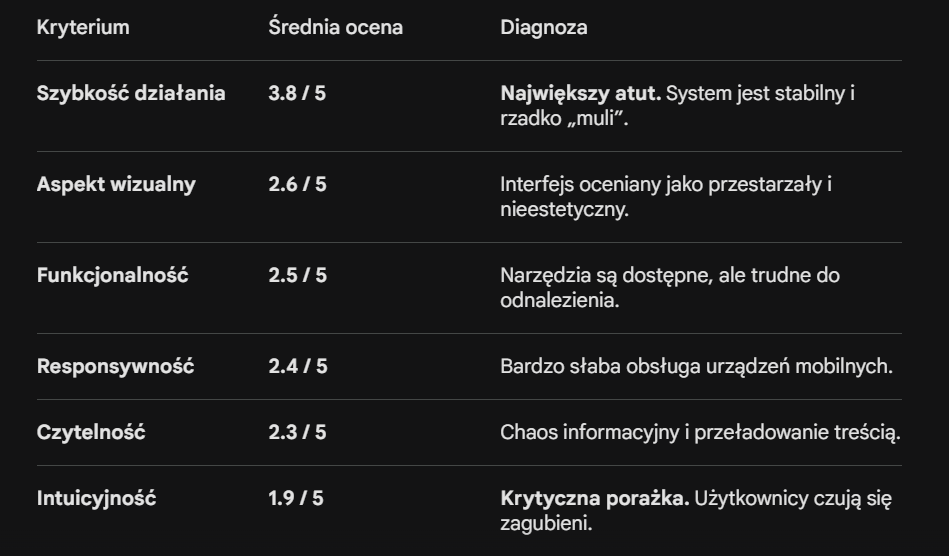 Kryterium Średnia ocena Diagnoza
Szybkość działania 3.8 / 5 Największy atut. System jest stabilny i
rzadko „muli”.
Aspekt wizualny 2.6 / 5 Interfejs oceniany jako przestarzały i
nieestetyczny.
Funkcjonalność 2.5 / 5 Narzędzia są dostępne, ale trudne do
odnalezienia.
Responsywność 2.4 / 5 Bardzo słaba obsługa urządzeń mobilnych.
Czytelność 2.3 / 5 Chaos informacyjny i przeładowanie treścią.
Intuicyjność 1.9 / 5 Krytyczna porażka. Użytkownicy czują się
zagubieni.